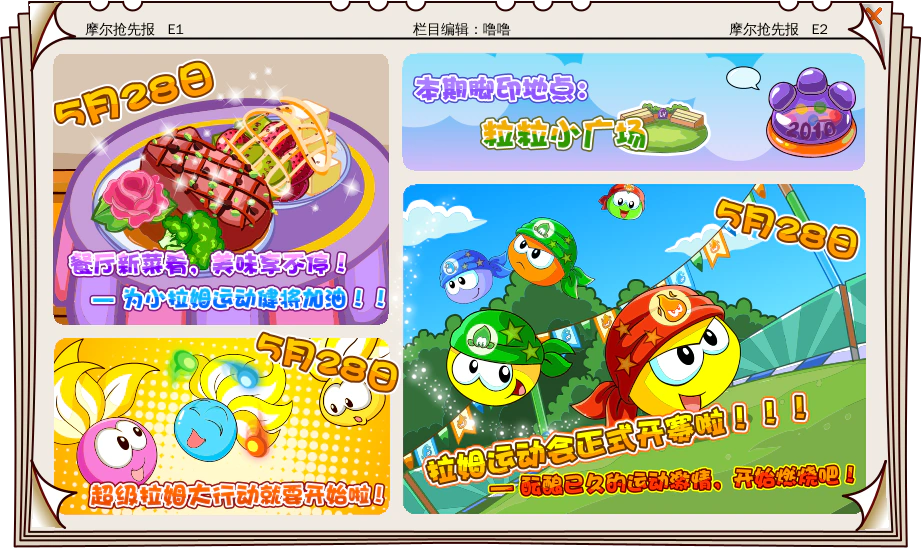 摩尔抢先报 E1
栏目编辑：噜噜
摩尔抢先报 E2
5月28日
餐厅新菜肴，美味享不停！
— 为小拉姆运动健将加油！！
5月28日
超级拉姆大行动就要开始啦！
本期脚印地点：
拉拉小广场
2010
5月28日
拉姆运动会正式开赛啦！！！
— 酝酿已久的运动激情，开始燃烧吧！